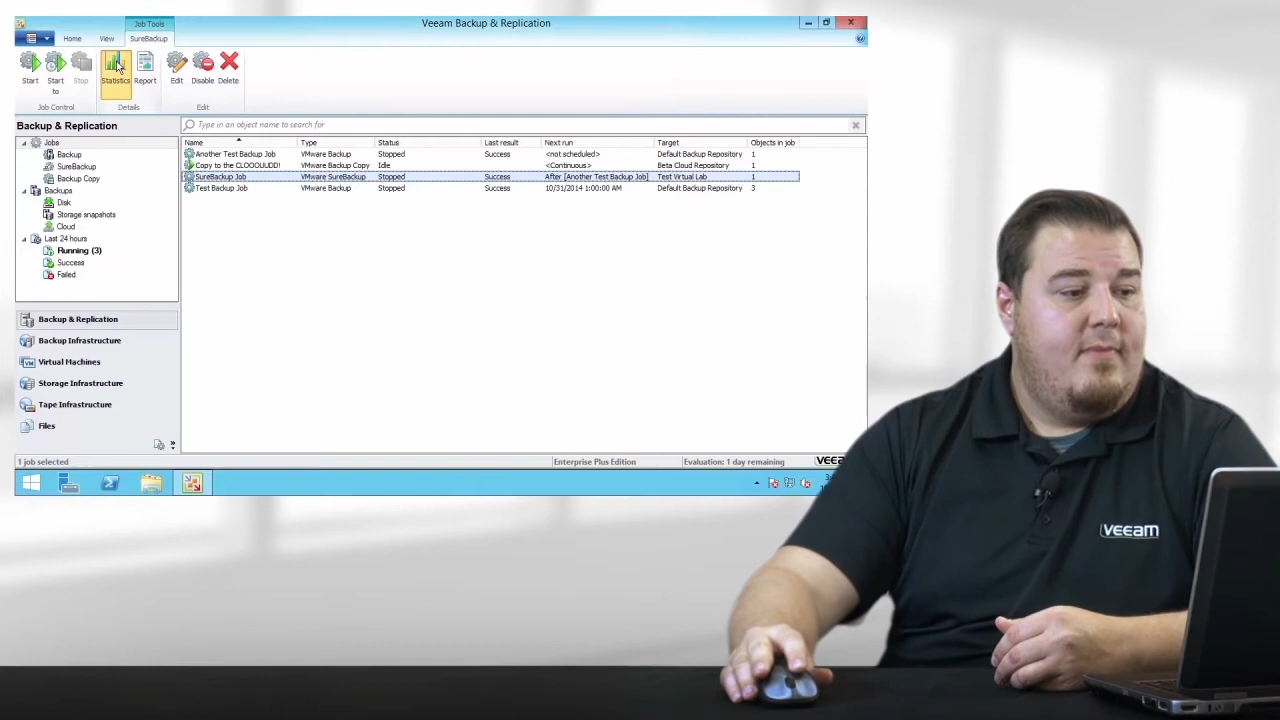 Job Tools
Veeam Backup & Replication
Home View SureBackup
Start Start to Stop Statistics Report Edit Disable Delete
Job Control Details Edit
Backup & Replication
Type in an object name to search for
Jobs
Backup
SureBackup
Backup Copy
Backups
Disk
Storage snapshots
Cloud
Last 24 hours
Running (3)
Success
Failed
Name Type Status Last result Next run Target Objects in job
Another Test Backup Job VMware Backup Stopped Success <not scheduled> Default Backup Repository 1
Copy to the CLOOOUUDD! VMware Backup Copy Idle <Continuous> Beta Cloud Repository 1
SureBackup Job VMware SureBackup Stopped Success After [Another Test Backup Job] Test Virtual Lab 1
Test Backup Job VMware Backup Stopped Success 10/31/2014 1:00:00 AM Default Backup Repository 3
Backup & Replication
Backup Infrastructure
Virtual Machines
Storage Infrastructure
Tape Infrastructure
Files
1 job selected Enterprise Plus Edition Evaluation: 1 day remaining
veeam